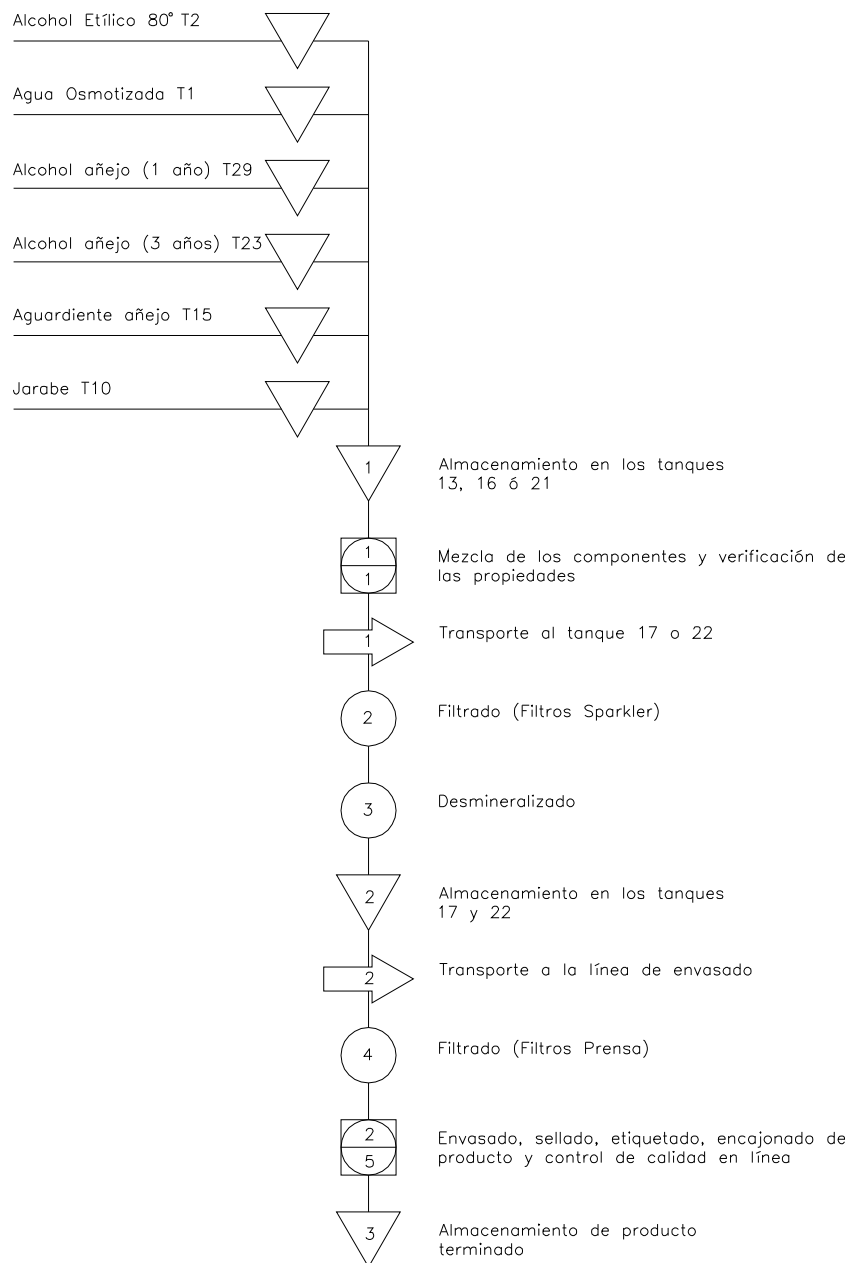 Alcohol Etílico 80° T2
Agua Osmotizada T1
Alcohol añejo (1 año) T29
Alcohol añejo (3 años) T23
Aguardiente añejo T15
Jarabe T10
1
Almacenamiento en los tanques
13, 16 ó 21
1
1
Mezcla de los componentes y verificación de
las propiedades
1
Transporte al tanque 17 o 22
2
Filtrado (Filtros Sparkler)
3
Desmineralizado
2
Almacenamiento en los tanques
17 y 22
2
Transporte a la línea de envasado
4
Filtrado (Filtros Prensa)
2
5
Envasado, sellado, etiquetado, encajonado de
producto y control de calidad en línea
3
Almacenamiento de producto
terminado